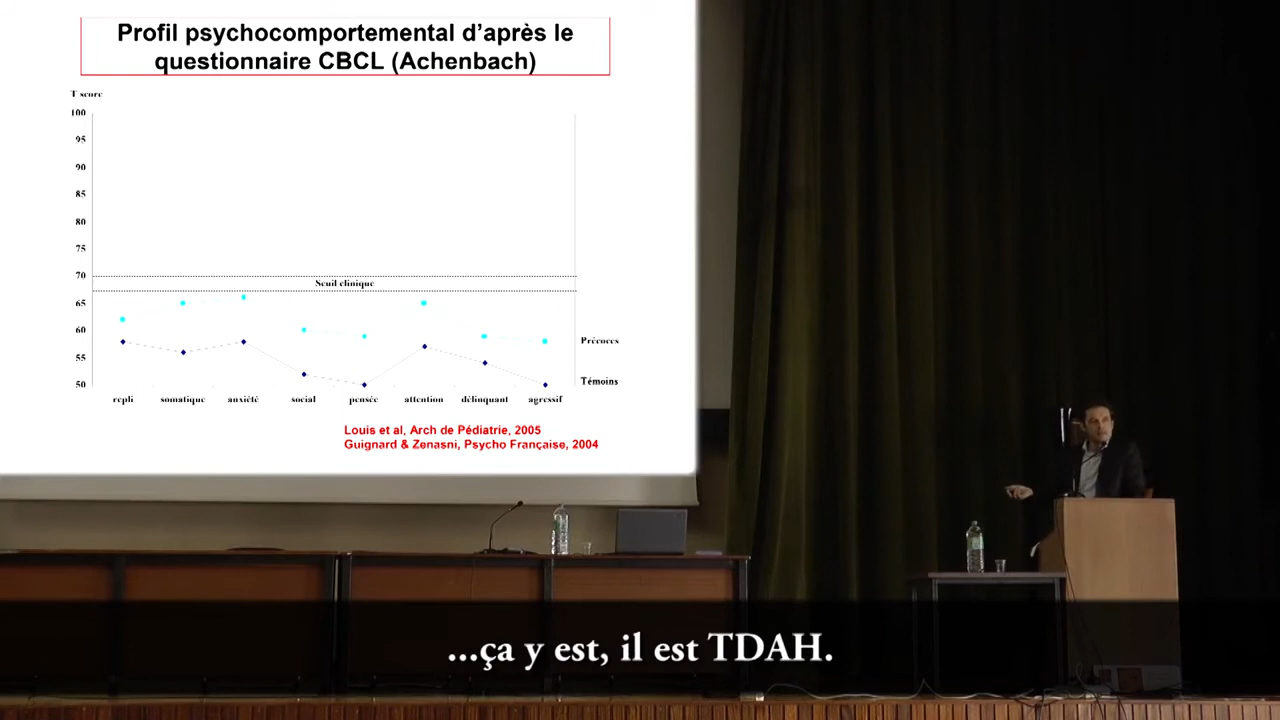 Profil psychocomportemental d'après le
questionnaire CBCL (Achenbach)
T score
100
95
90
85
80
75
70
Seuil clinique
65
60
55
50
Précoces
Témoins
repli somatique anxiété social pensée attention délinquant agressif
Louis et al, Arch de Pédiatrie, 2005
Guignard & Zenasni, Psycho Française, 2004
...ça y est, il est TDAH.